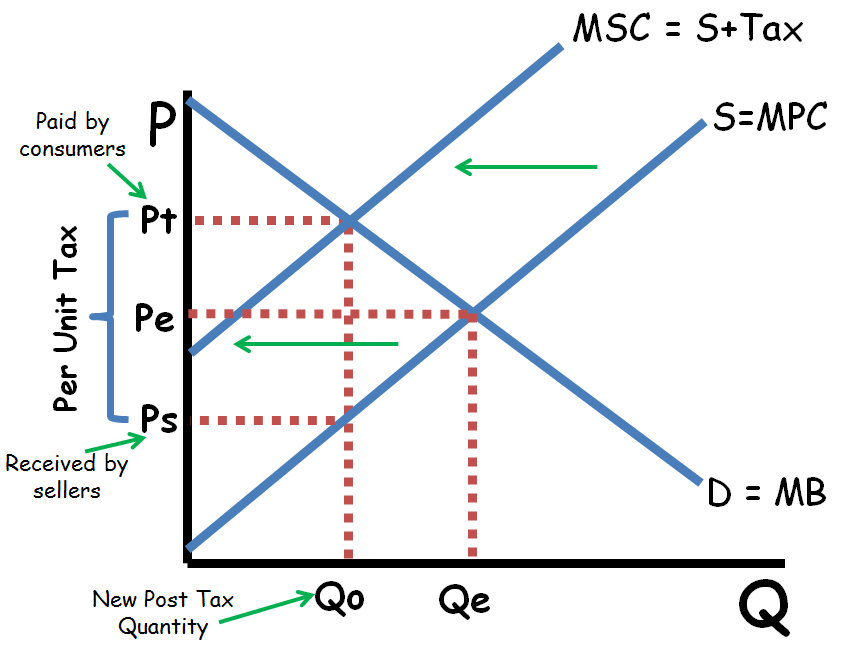 MSC = S+Tax
P
S=MPC
Paid by
consumers
Pt
Per Unit Tax
Pe
Ps
Received by
sellers
D = MB
New Post Tax
Quantity
Qo
Qe
Q